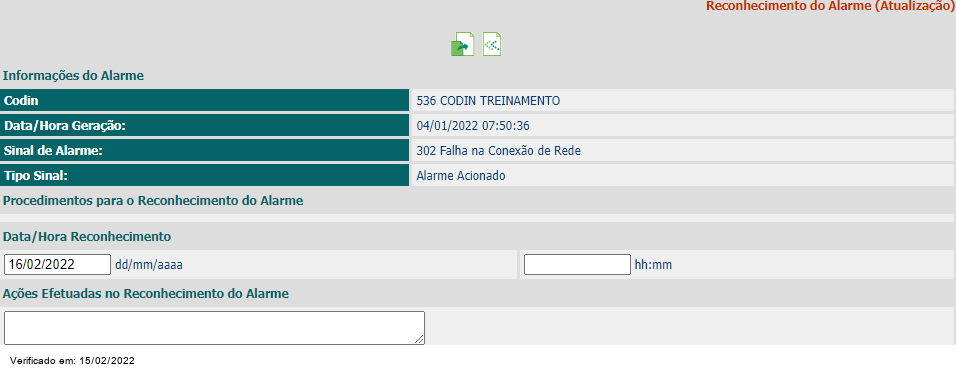 Reconhecimento do Alarme (Atualização)
Informações do Alarme
Codin 536 CODIN TREINAMENTO
Data/Hora Geração: 04/01/2022 07:50:36
Sinal de Alarme: 302 Falha na Conexão de Rede
Tipo Sinal: Alarme Acionado
Procedimentos para o Reconhecimento do Alarme
Data/Hora Reconhecimento
16/02/2022 dd/mm/aaaa hh:mm
Ações Efetuadas no Reconhecimento do Alarme
Verificado em: 15/02/2022